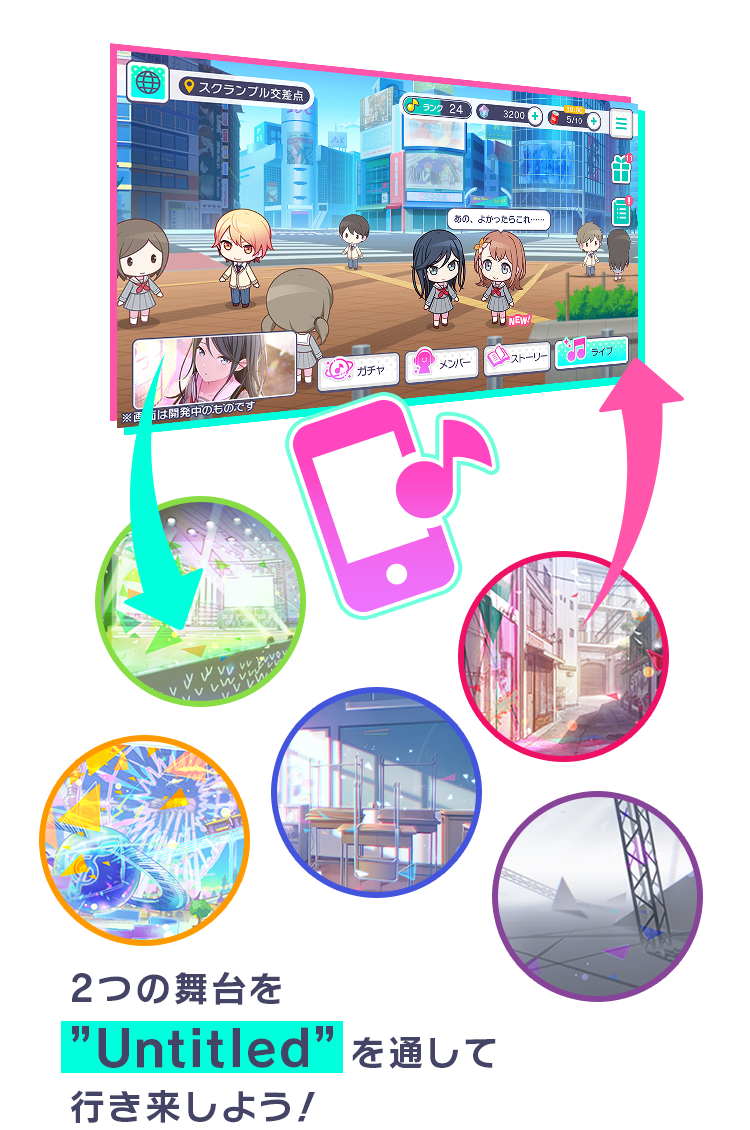 スクランブル交差点
ランク 24
3200
5/10
あの、よかったらこれ……
NEW!
ガチャ
メンバー
ストーリー
ライブ
※画面は開発中のものです
2つの舞台を
”Untitled”を通して
行き来しよう!